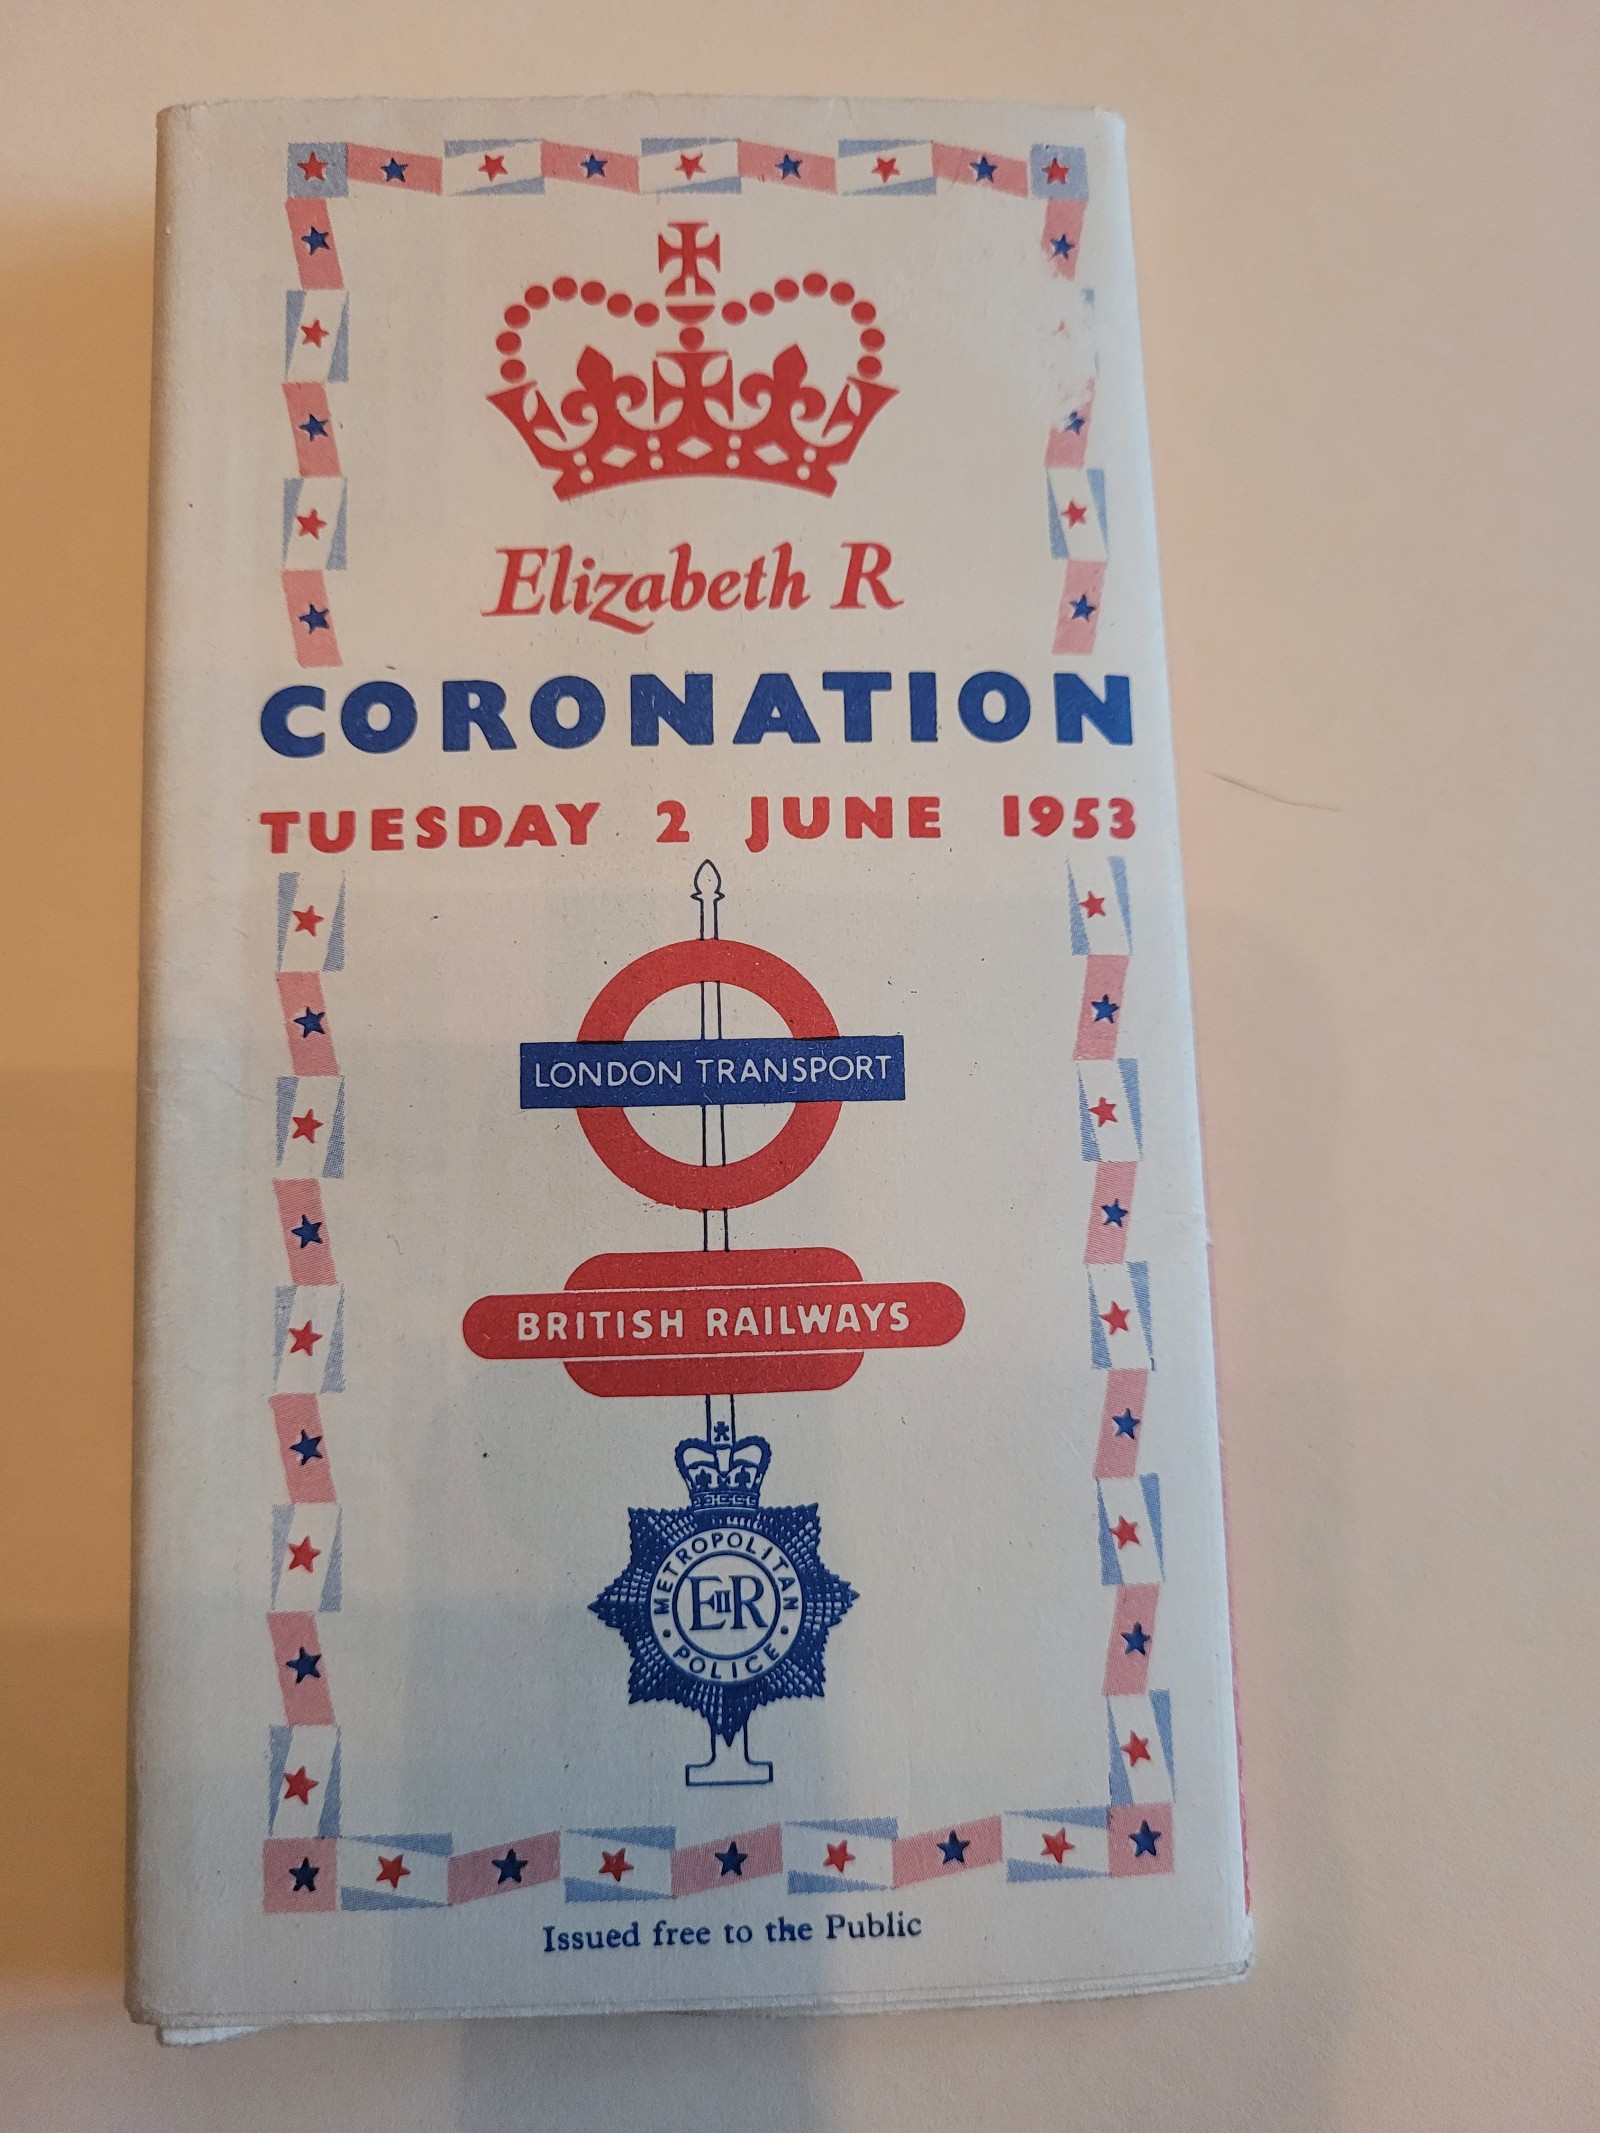 Elizabeth R
CORONATION
TUESDAY 2 JUNE 1953
LONDON TRANSPORT
BRITISH RAILWAYS
METROPOLITAN
EIIR
POLICE
Issued free to the Public